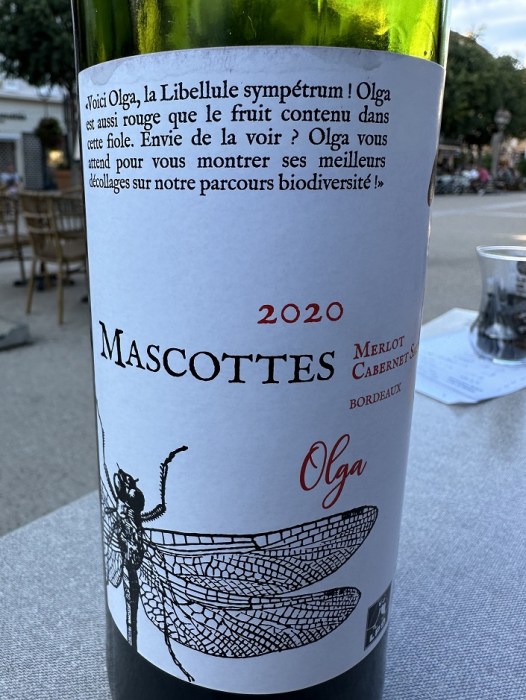 «Voici Olga, la Libellule sympétrum ! Olga
est aussi rouge que le fruit contenu dans
cette fiole. Envie de la voir ? Olga vous
attend pour vous montrer ses meilleurs
décollages sur notre parcours biodiversité !»
2020
MASCOTTES
MERLOT
CABERNET S
BORDEAUX
Olga